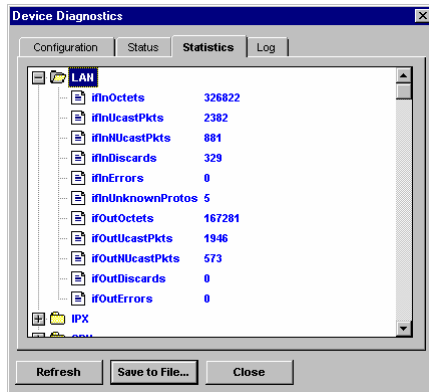 Device Diagnostics
Configuration Status Statistics Log
LAN
ifInOctets 326822
ifInUcastPkts 2382
ifInNUcastPkts 881
ifInDiscards 329
ifInErrors 0
ifInUnknownProtos 5
ifOutOctets 167281
ifOutUcastPkts 1946
ifOutNUcastPkts 573
ifOutDiscards 0
ifOutErrors 0
IPX
Refresh Save to File... Close